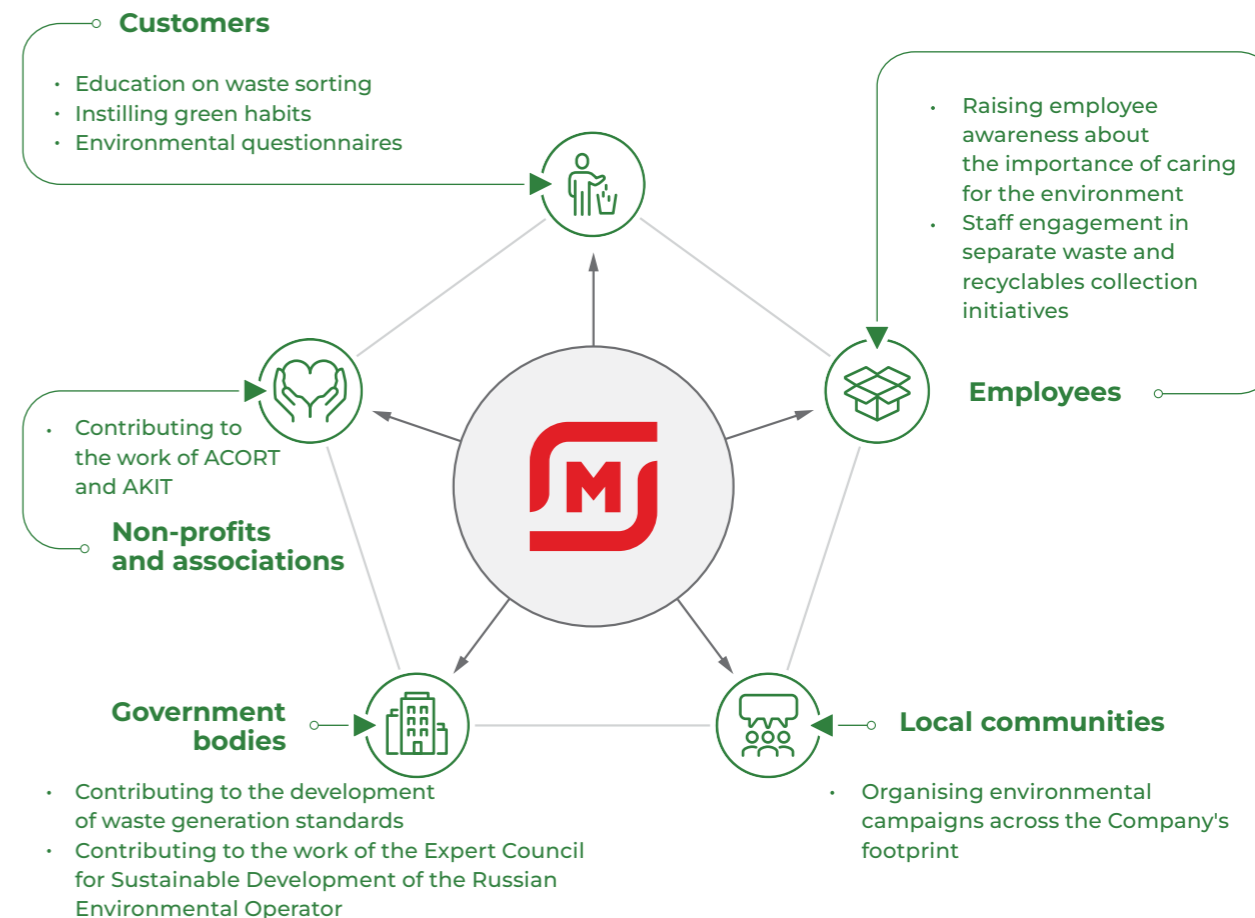 Customers
• Education on waste sorting
• Instilling green habits
• Environmental questionnaires
• Raising employee
awareness about
the importance of caring
for the environment
• Staff engagement in
separate waste and
recyclables collection
initiatives
Employees
• Contributing to
the work of ACORT
and AKIT
Non-profits
and associations
M
Government
bodies
• Contributing to the development
of waste generation standards
• Contributing to the work of the Expert Council
for Sustainable Development of the Russian
Environmental Operator
Local communities
• Organising environmental
campaigns across the Company's
footprint